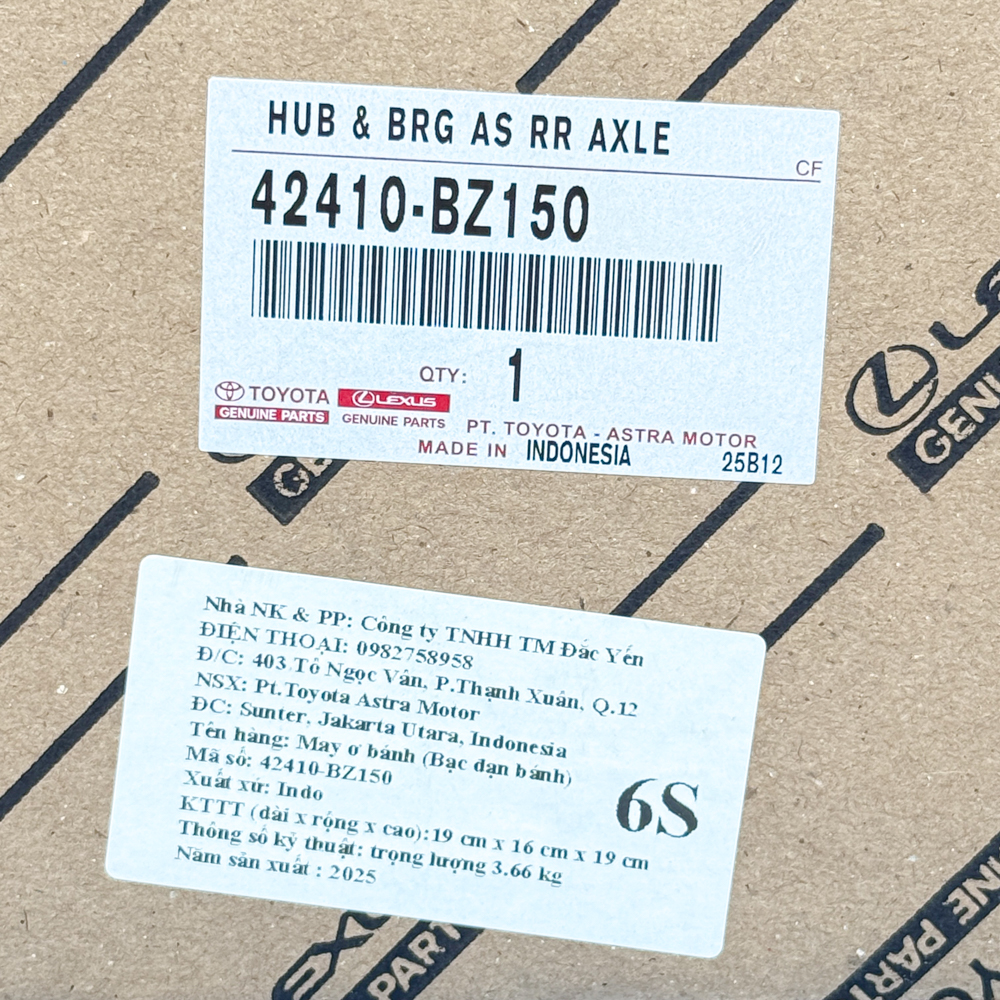 HUB & BRG AS RR AXLE
CF
42410-BZ150
QTY: 1
TOYOTA LEXUS
GENUINE PARTS GENUINE PARTS
PT. TOYOTA - ASTRA MOTOR
MADE IN INDONESIA
25B12
GENUI
Nhà NK & PP: Công ty TNHH TM Đắc Yến
ĐIỆN THOẠI: 0982758958
Đ/C: 403 Tô Ngọc Vân, P.Thạnh Xuân, Q.12
NSX: Pt.Toyota Astra Motor
ĐC: Sunter, Jakarta Utara, Indonesia
Tên hàng: May ơ bánh (Bạc đạn bánh)
Mã số: 42410-BZ150
Xuất xứ: Indo
KTTT (dài x rộng x cao):19 cm x 16 cm x 19 cm
Thông số kỹ thuật: trọng lượng 3.66 kg
Năm sản xuất : 2025
6S
PART
INE PART